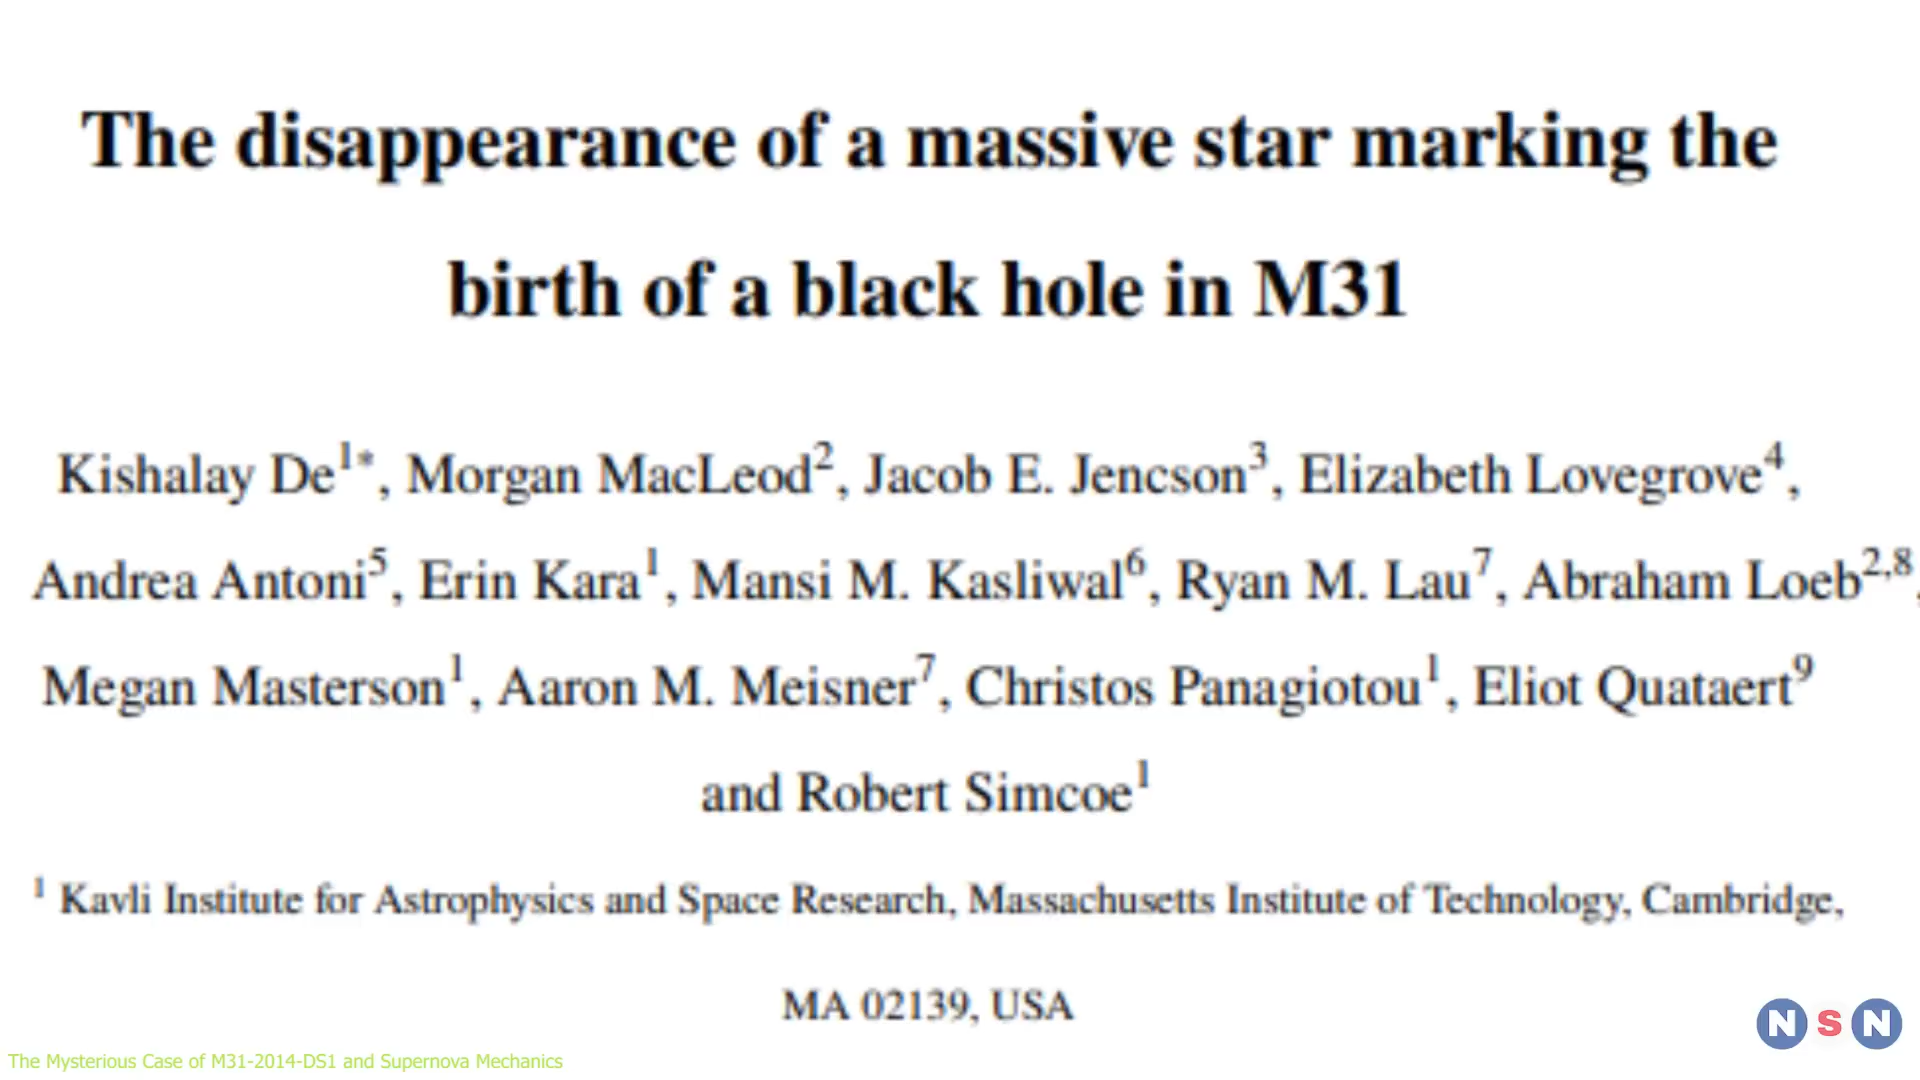 The disappearance of a massive star marking the
birth of a black hole in M31
Kishalay De1*, Morgan MacLeod2, Jacob E. Jencson3, Elizabeth Lovegrove4,
Andrea Antoni5, Erin Kara1, Mansi M. Kasliwal6, Ryan M. Lau7, Abraham Loeb2,8,
Megan Masterson1, Aaron M. Meisner7, Christos Panagiotou1, Eliot Quataert9
and Robert Simcoe1
1 Kavli Institute for Astrophysics and Space Research, Massachusetts Institute of Technology, Cambridge,
MA 02139, USA
N S N
The Mysterious Case of M31-2014-DS1 and Supernova Mechanics